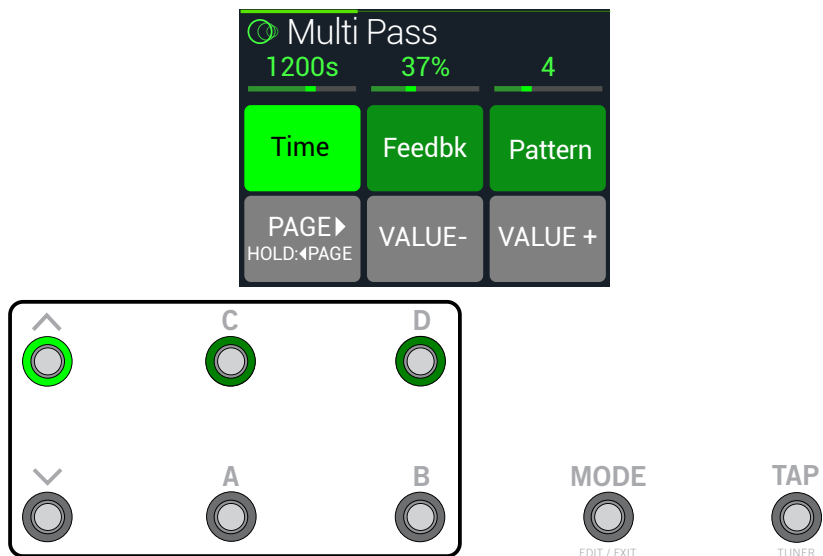 Multi Pass
1200s 37% 4
Time Feedbk Pattern
PAGE VALUE- VALUE +
HOLD: PAGE
C D
A B MODE TAP
EDIT / EXIT TUNER